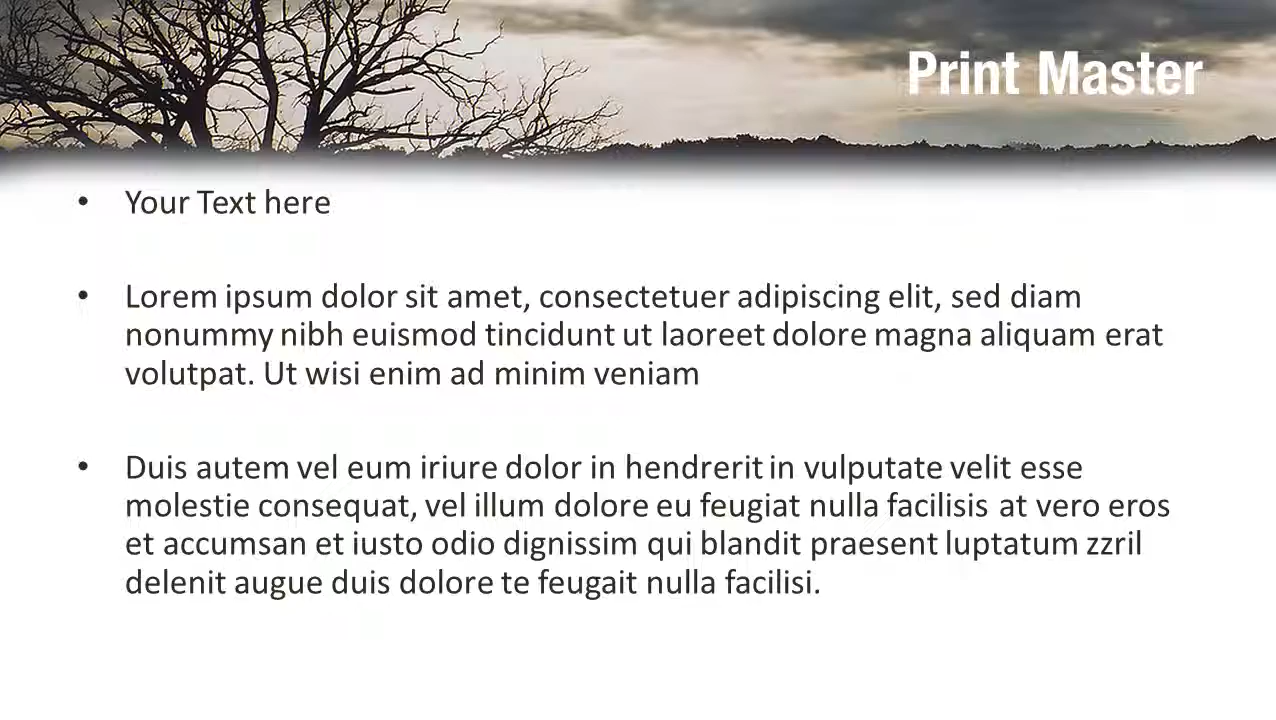 Print Master
• Your Text here
• Lorem ipsum dolor sit amet, consectetuer adipiscing elit, sed diam
nonummy nibh euismod tincidunt ut laoreet dolore magna aliquam erat
volutpat. Ut wisi enim ad minim veniam
• Duis autem vel eum iriure dolor in hendrerit in vulputate velit esse
molestie consequat, vel illum dolore eu feugiat nulla facilisis at vero eros
et accumsan et iusto odio dignissim qui blandit praesent luptatum zzril
delenit augue duis dolore te feugait nulla facilisi.